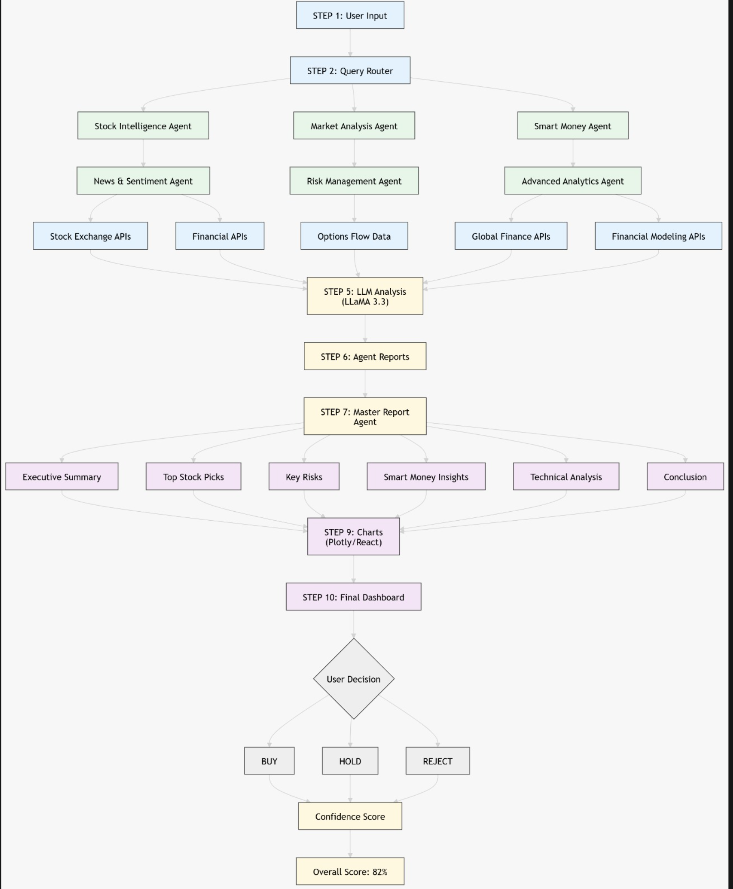 STEP 1: User Input
STEP 2: Query Router
Stock Intelligence Agent
Market Analysis Agent
Smart Money Agent
News & Sentiment Agent
Risk Management Agent
Advanced Analytics Agent
Stock Exchange APIs
Financial APIs
Options Flow Data
Global Finance APIs
Financial Modeling APIs
STEP 5: LLM Analysis
(LLaMA 3.3)
STEP 6: Agent Reports
STEP 7: Master Report
Agent
Executive Summary
Top Stock Picks
Key Risks
Smart Money Insights
Technical Analysis
Conclusion
STEP 9: Charts
(Plotly/React)
STEP 10: Final Dashboard
User Decision
BUY
HOLD
REJECT
Confidence Score
Overall Score: 82%